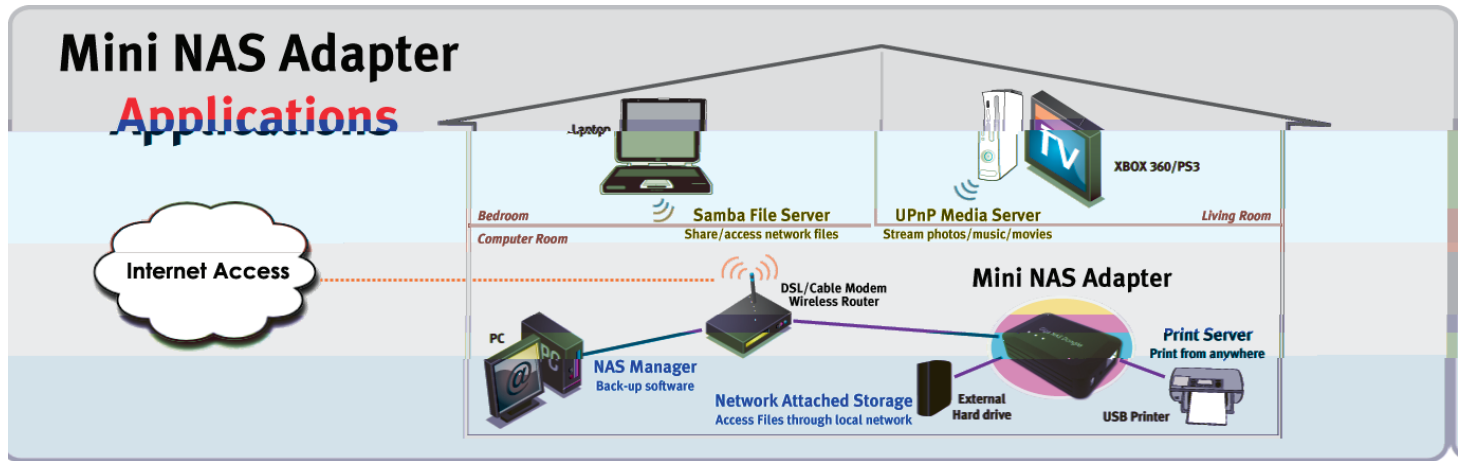 Mini NAS Adapter
Applications
Laptop
TV
XBOX 360/PS3
Bedroom
Samba File Server
Share/access network files
UPnP Media Server
Stream photos/music/movies
Living Room
Computer Room
Internet Access
DSL/Cable Modem
Wireless Router
Mini NAS Adapter
PC
PC
@
NAS Manager
Back-up software
Print Server
Print from anywhere
Network Attached Storage
Access Files through local network
External
Hard drive
USB Printer